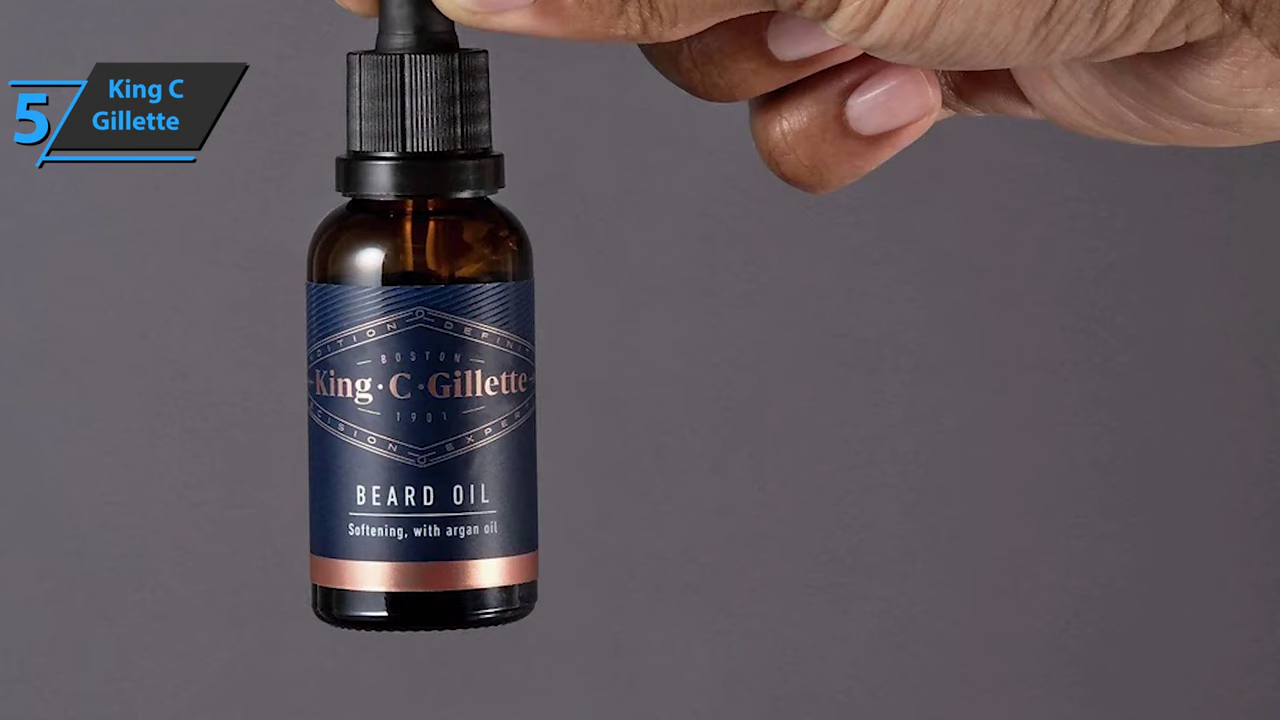 5
King C
Gillette
BOSTON
King · C · Gillette
1901
BEARD OIL
Softening, with argan oil